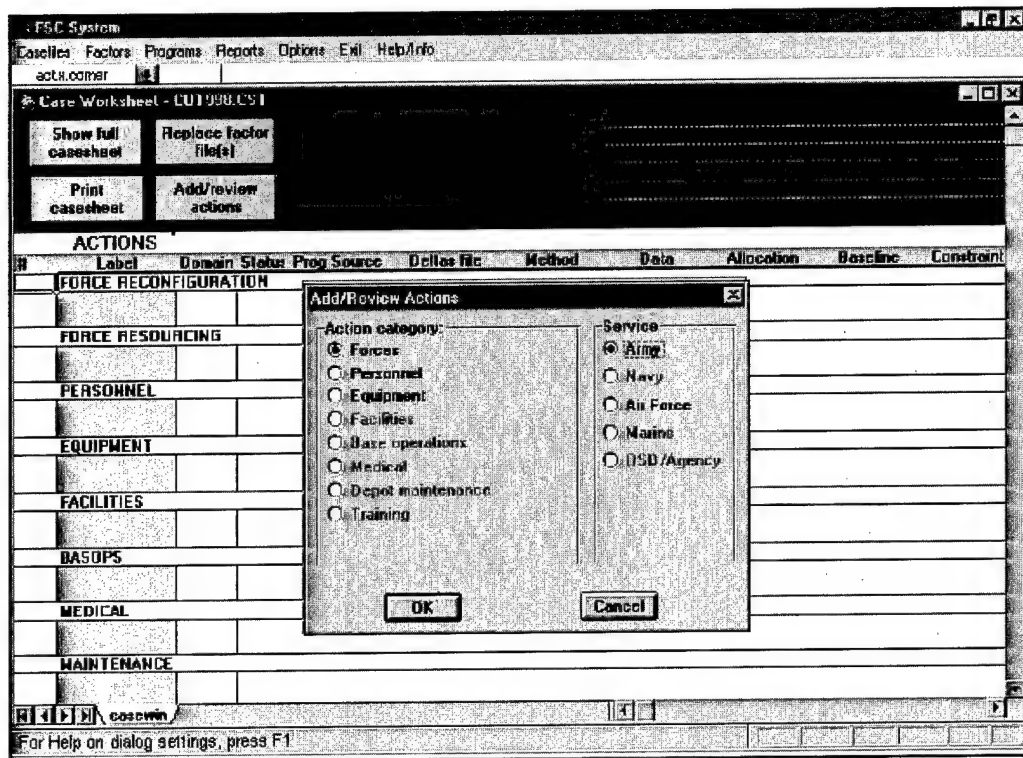 FSC System
Casefiles Factors Programs Reports Options Exit Help/Info
actx.corner
Case Worksheet - CUT998.CST
Show full casesheet
Replace factor file(s)
Print casesheet
Add/review actions
ACTIONS
# Label Domain Status Prog Source Deltas file Method Data Allocation Baseline Constraint
FORCE RECONFIGURATION
FORCE RESOURCING
PERSONNEL
EQUIPMENT
FACILITIES
BASOPS
MEDICAL
MAINTENANCE
Add/Review Actions
Action category:
Forces
Personnel
Equipment
Facilities
Base operations
Medical
Depot maintenance
Training
Service
Army
Navy
Air Force
Marine
OSD/Agency
OK
Cancel
casewin
For Help on dialog settings, press F1